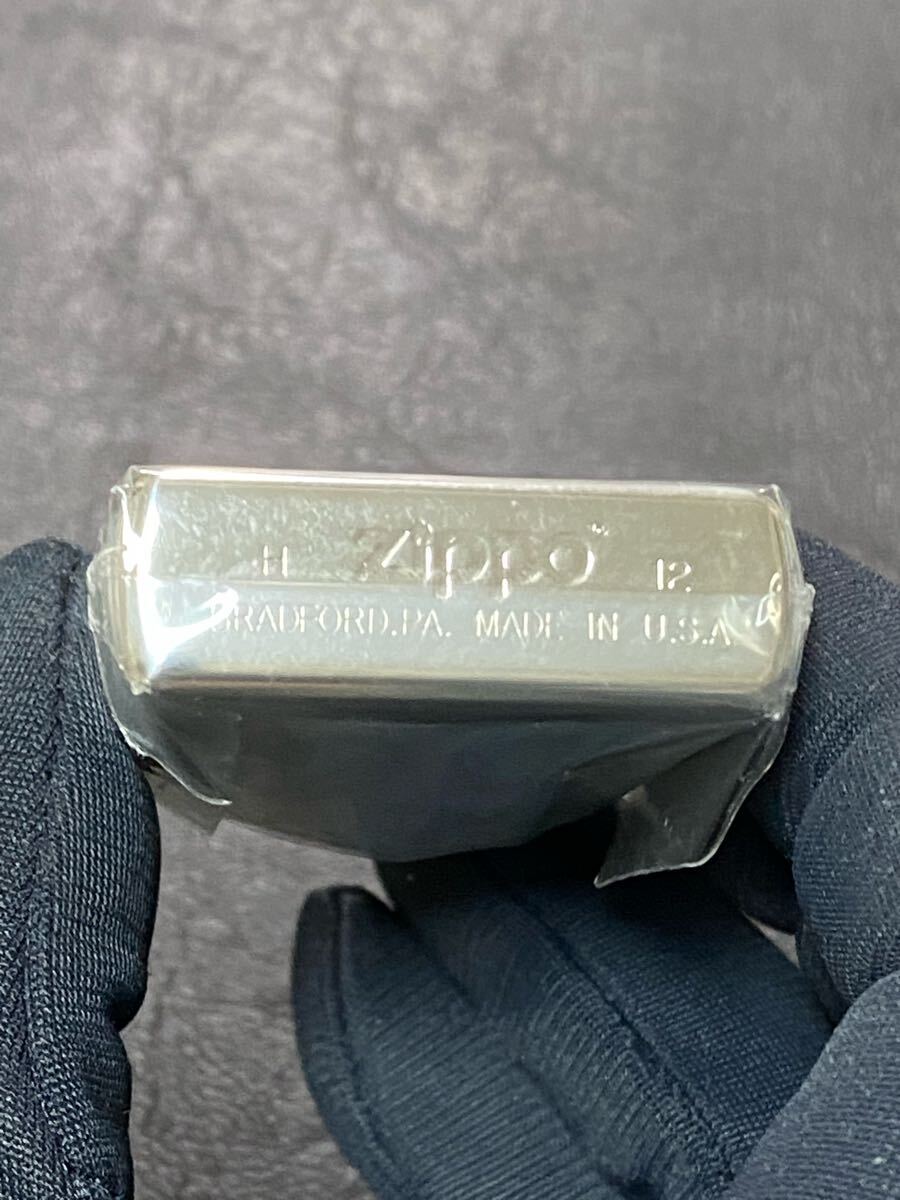 H Zippo 12
BRADFORD,PA. MADE IN U.S.A